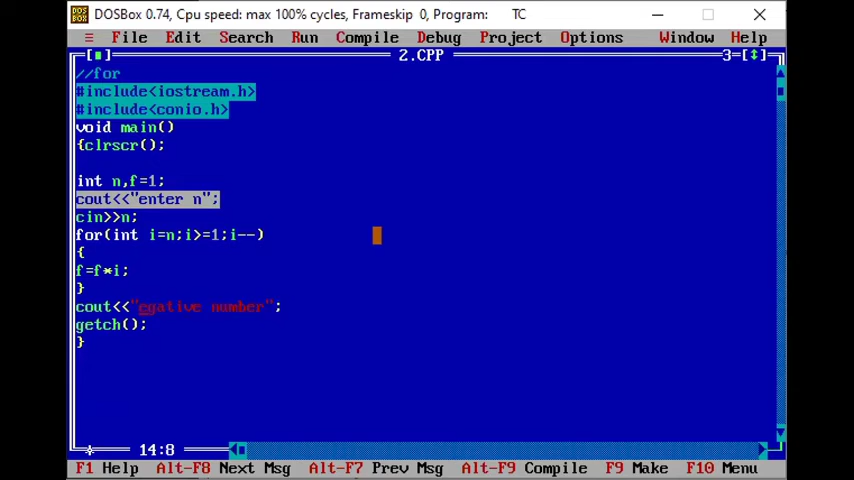 DOSBox 0.74, Cpu speed: max 100% cycles, Frameskip 0, Program: TC
≡ File Edit Search Run Compile Debug Project Options Window Help
2.CPP 3
//for
#include<iostream.h>
#include<conio.h>
void main()
{clrscr();
int n,f=1;
cout<<"enter n";
cin>>n;
for(int i=n;i>=1;i--)
{
f=f*i;
}
cout<<"egative number";
getch();
}
* 14:8
F1 Help Alt-F8 Next Msg Alt-F7 Prev Msg Alt-F9 Compile F9 Make F10 Menu